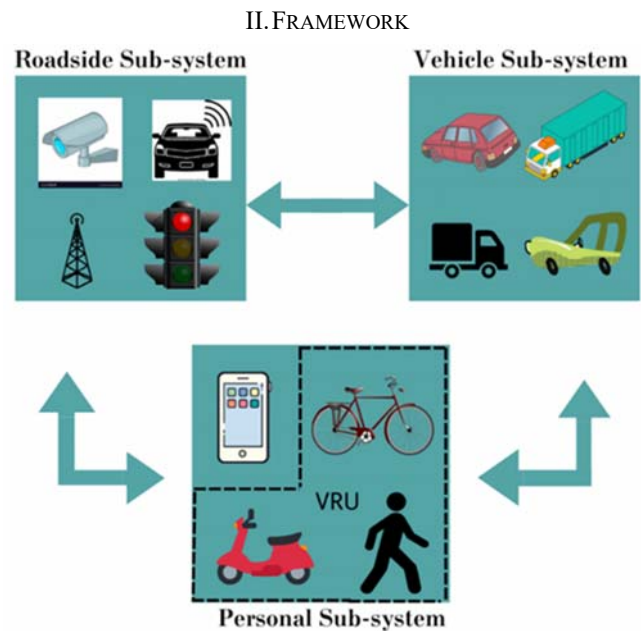 II. FRAMEWORK
Roadside Sub-system
Vehicle Sub-system
VRU
Personal Sub-system